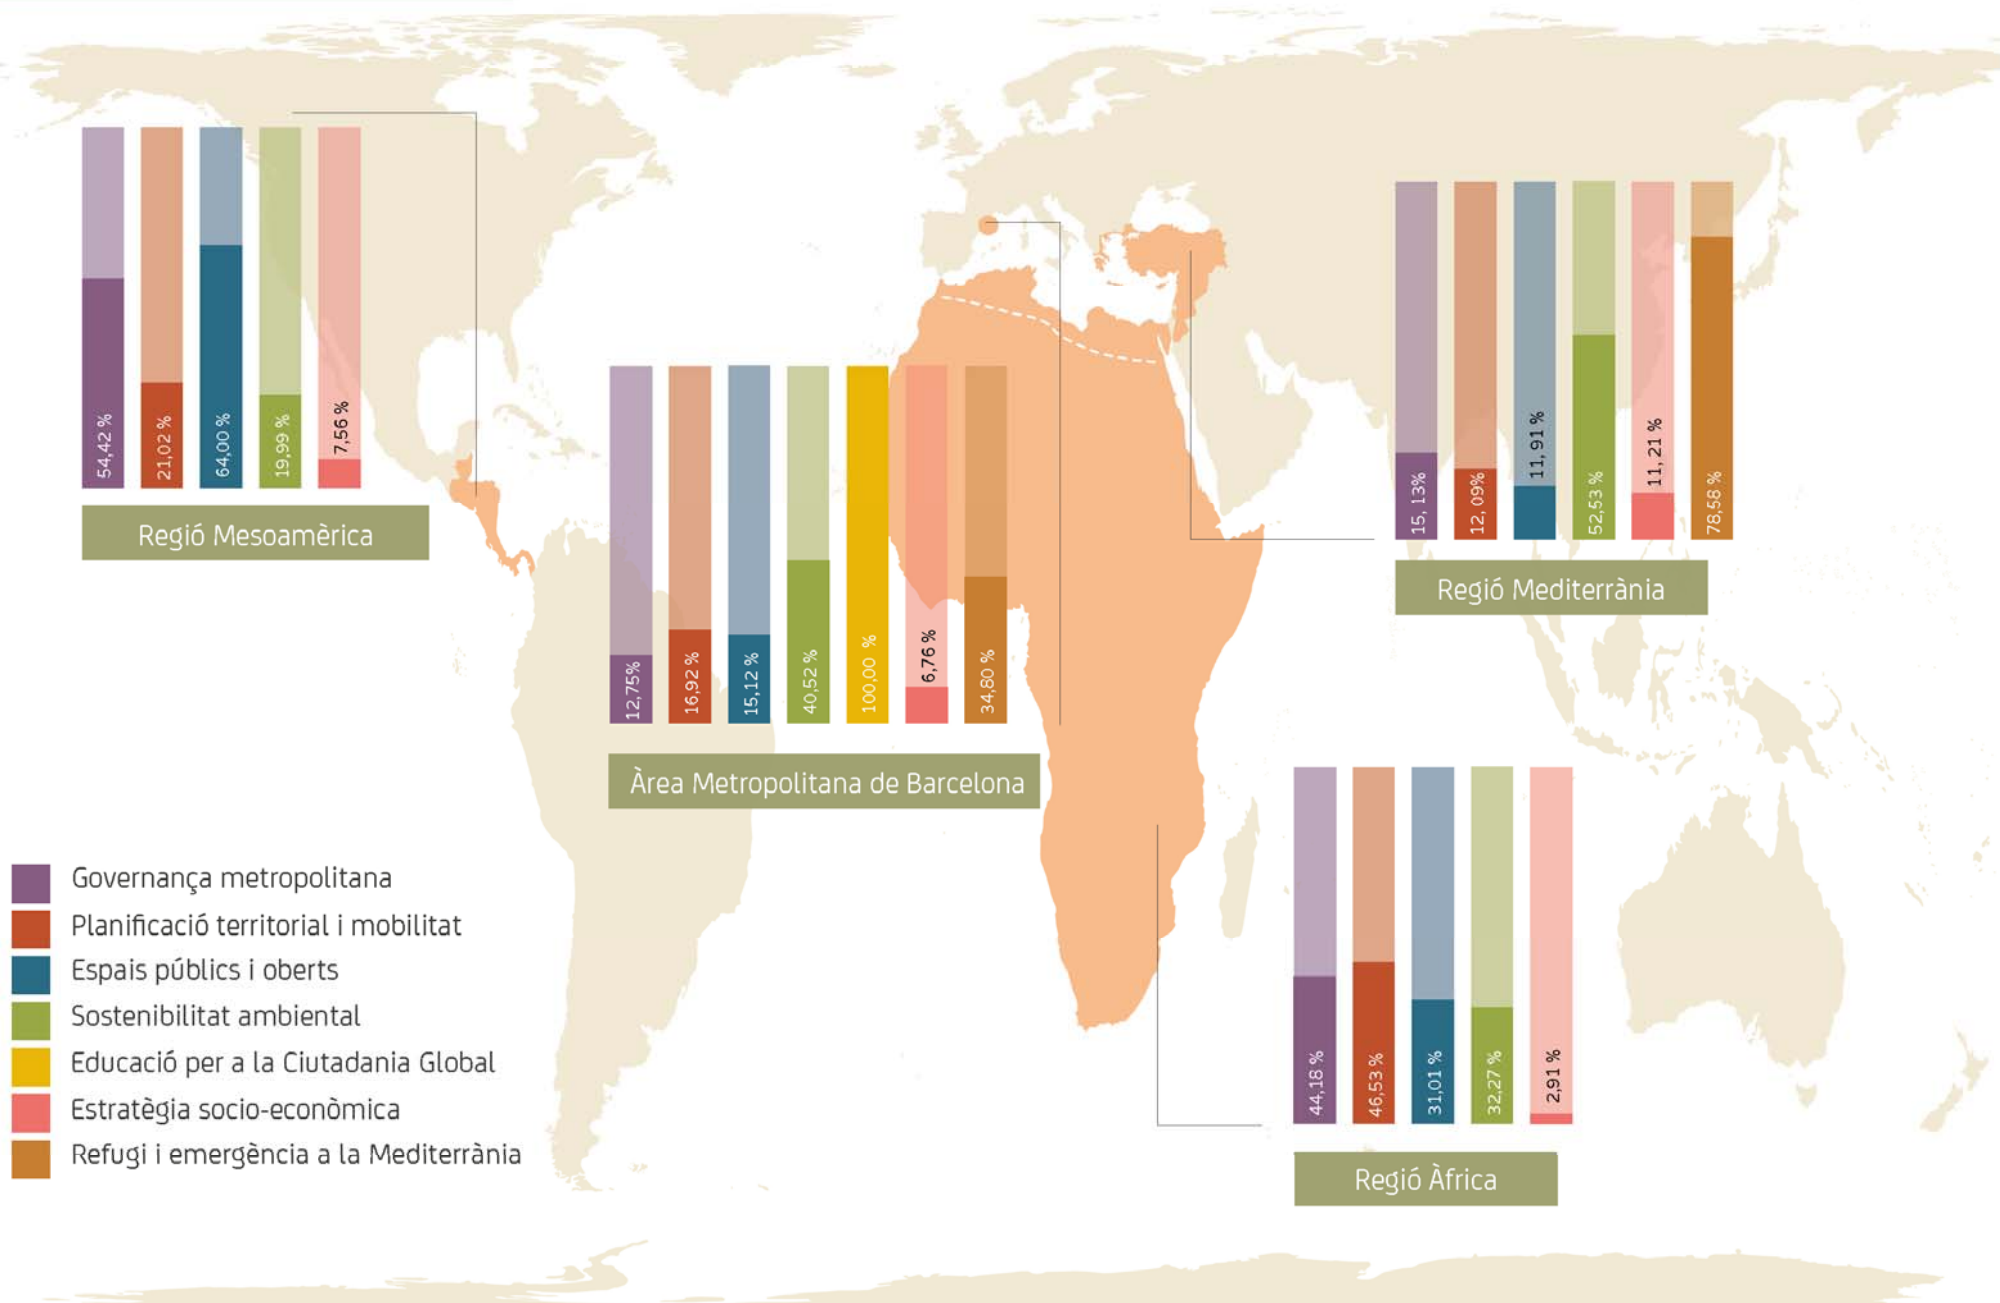 54,42 %
21,02 %
64,00 %
19,99 %
7,56 %
Regió Mesoamèrica
12,75%
16,92 %
15,12 %
40,52 %
100,00 %
6,76 %
34,80 %
Àrea Metropolitana de Barcelona
15, 13%
12, 09%
11, 91 %
52,53 %
11, 21 %
78,58 %
Regió Mediterrània
44,18 %
46,53 %
31,01 %
32,27 %
2,91 %
Regió Àfrica
Governança metropolitana
Planificació territorial i mobilitat
Espais públics i oberts
Sostenibilitat ambiental
Educació per a la Ciutadania Global
Estratègia socio-econòmica
Refugi i emergència a la Mediterrània